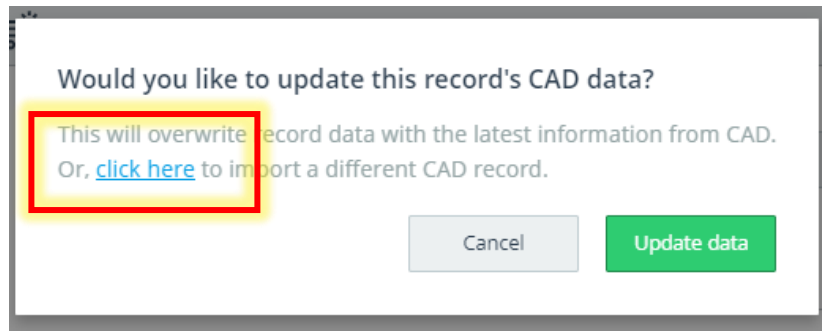 Would you like to update this record's CAD data?
This will overwrite record data with the latest information from CAD.
Or, click here to import a different CAD record.
Cancel
Update data